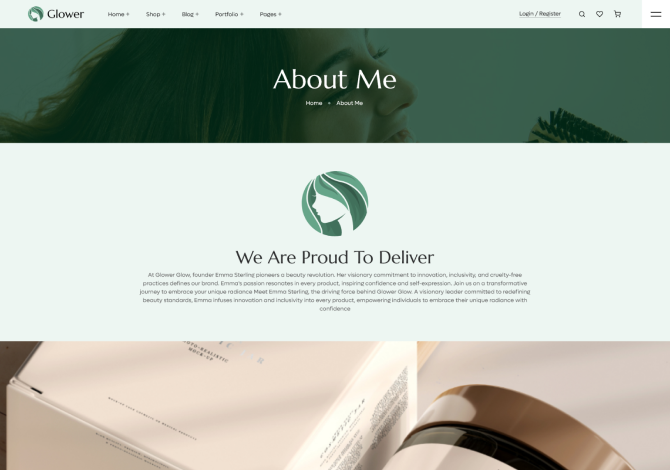 Glower Home + Shop + Blog + Portfolio + Pages + Login / Register
About Me
Home About Me
We Are Proud To Deliver
At Glower Glow, founder Emma Sterling pioneers a beauty revolution. Her visionary commitment to innovation, inclusivity, and cruelty-free
practices defines our brand. Emma's passion resonates in every product, inspiring confidence and self-expression. Join us on a transformative
journey to embrace your unique radiance Meet Emma Sterling, the driving force behind Glower Glow. A visionary leader committed to redefining
beauty standards, Emma infuses innovation and inclusivity into every product, empowering individuals to embrace their unique radiance with
confidence
MOCK-UP